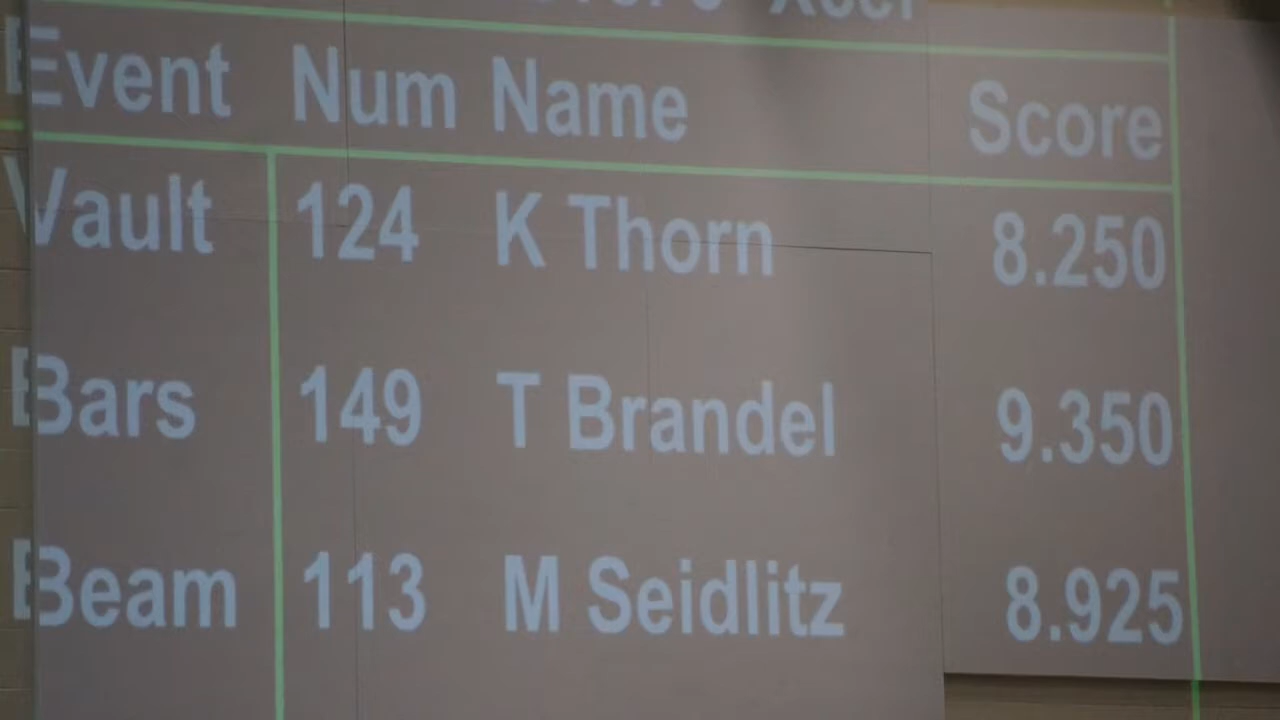 Event Num Name Score
Vault 124 K Thorn 8.250
Bars 149 T Brandel 9.350
Beam 113 M Seidlitz 8.925